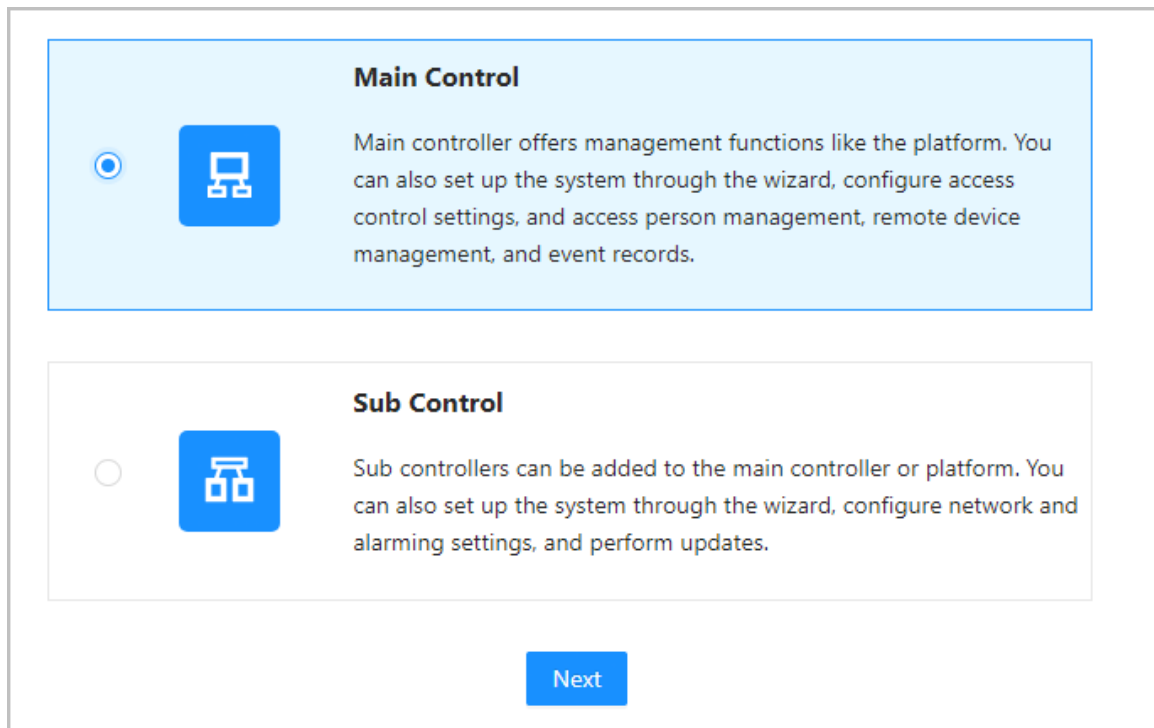 Main Control
Main controller offers management functions like the platform. You
can also set up the system through the wizard, configure access
control settings, and access person management, remote device
management, and event records.
Sub Control
Sub controllers can be added to the main controller or platform. You
can also set up the system through the wizard, configure network and
alarming settings, and perform updates.
Next